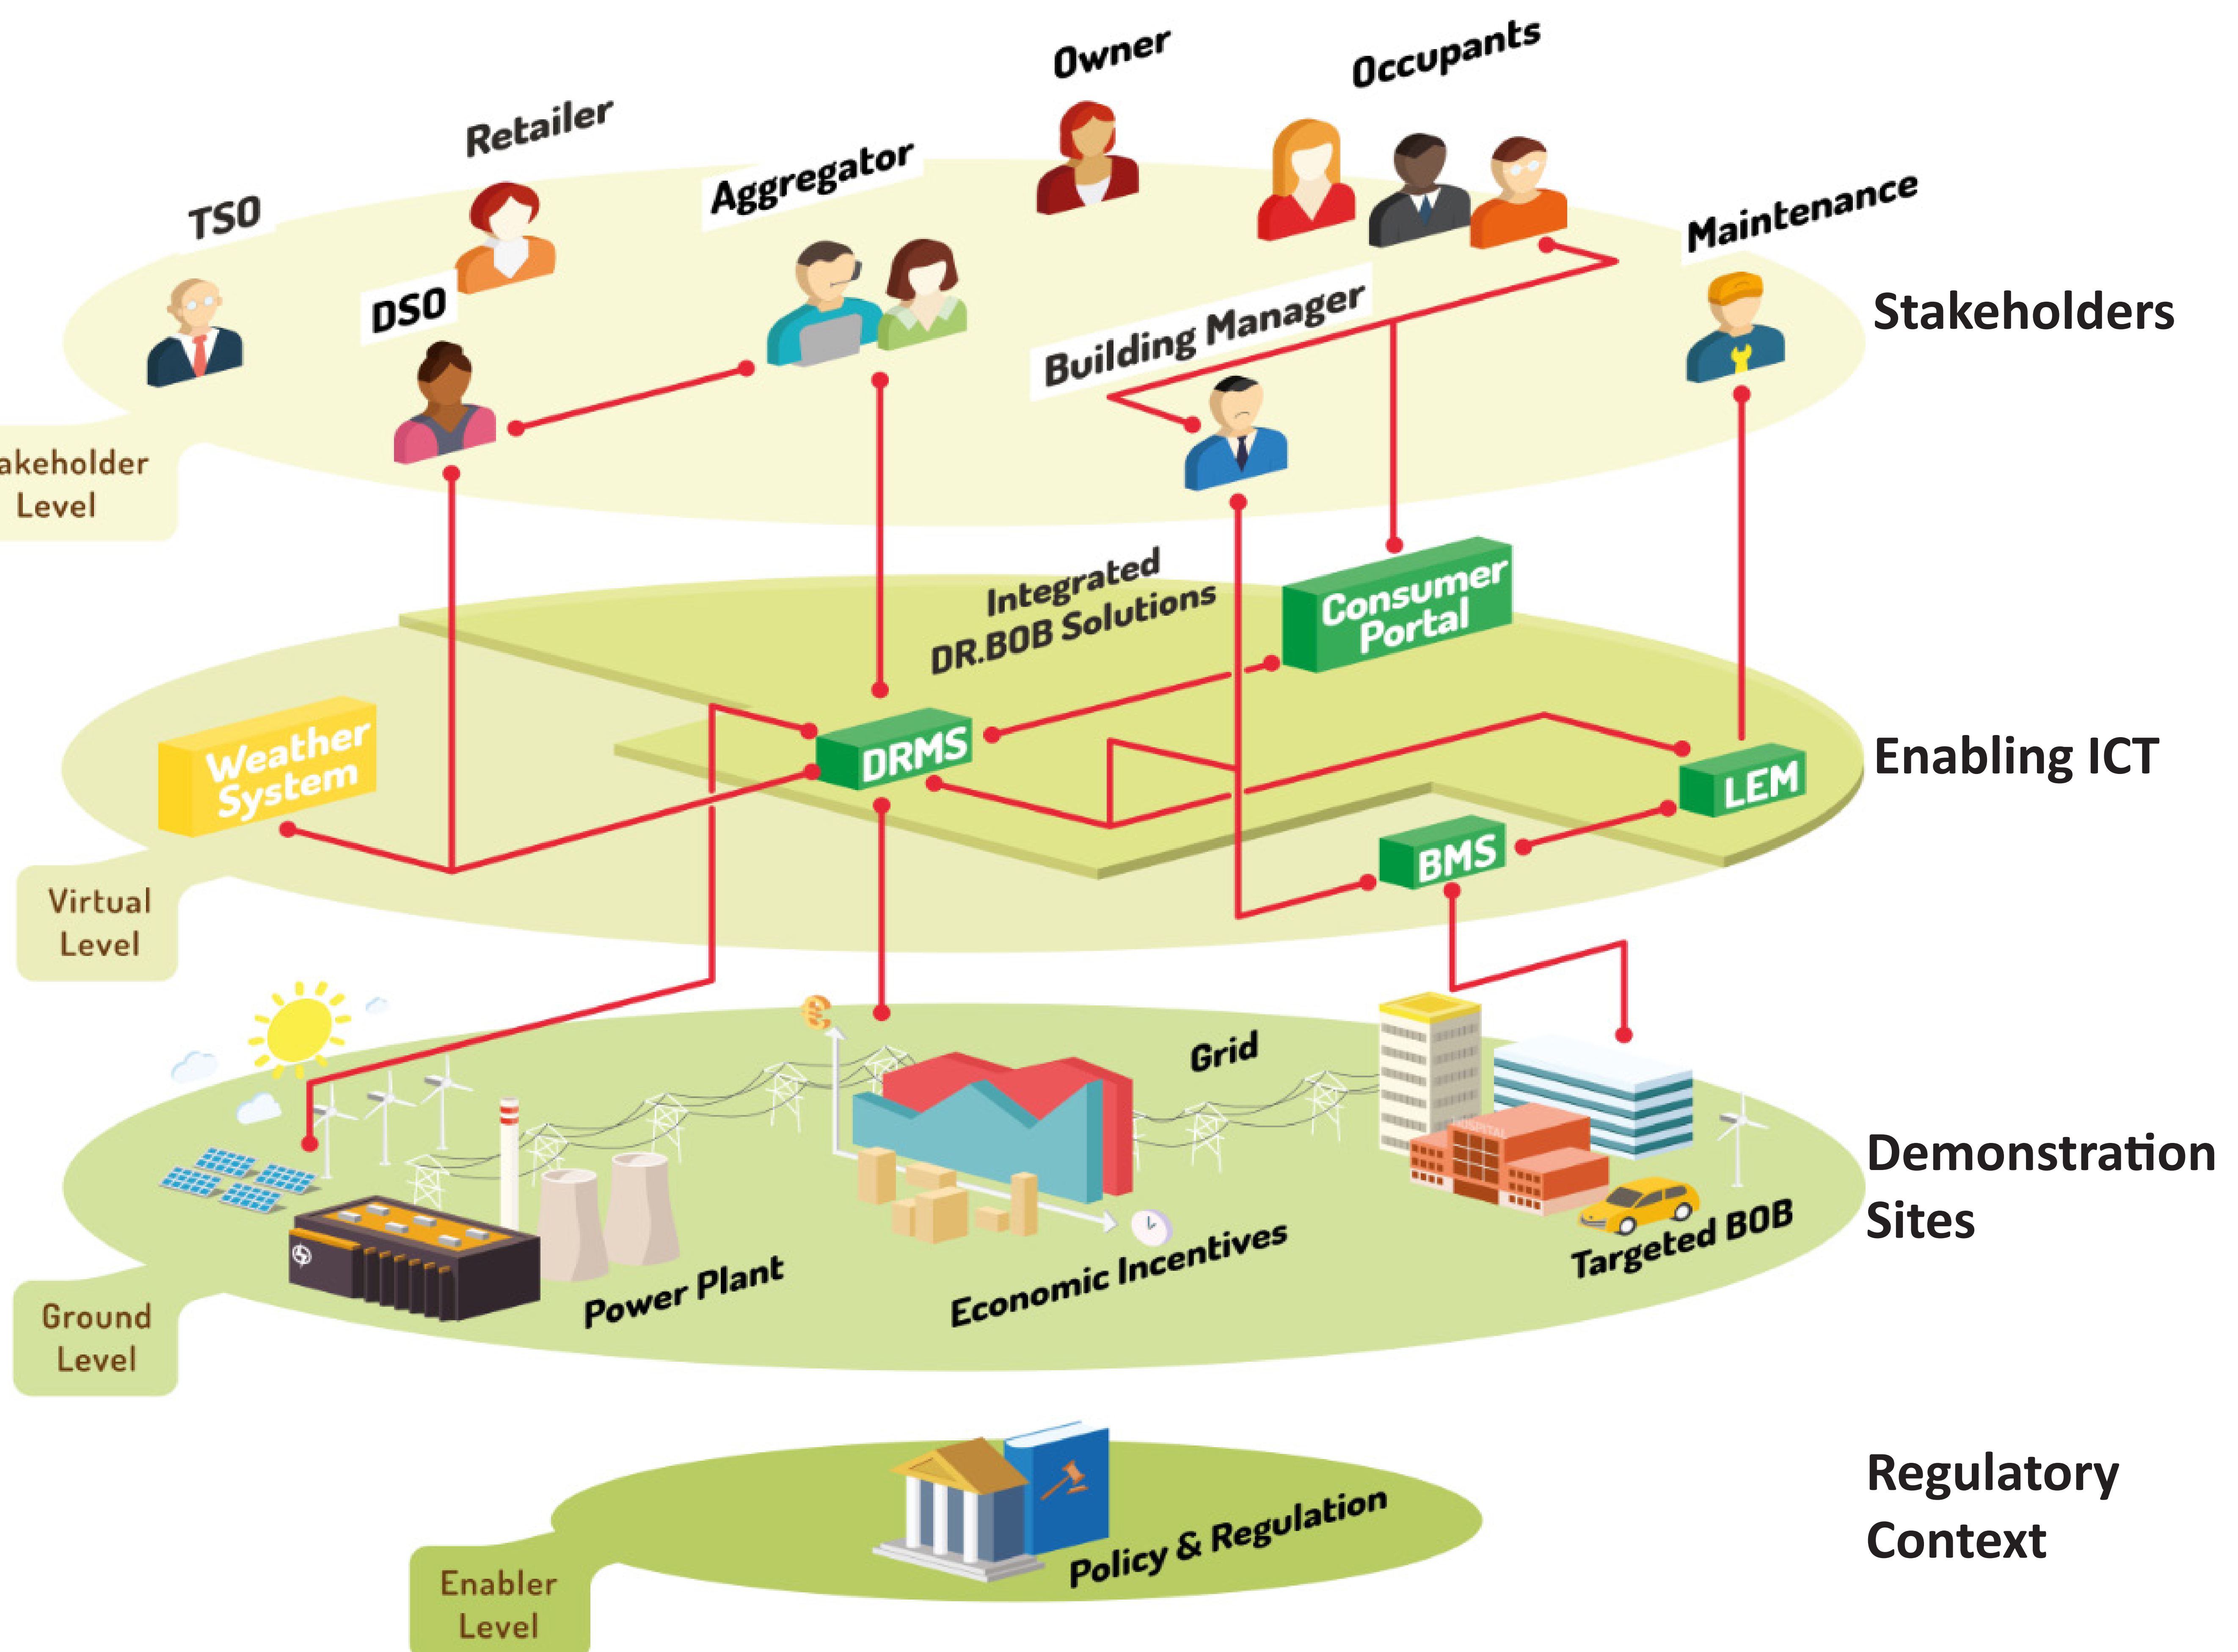 Owner
Occupants
Retailer
Aggregator
TSO
Maintenance
DSO
Building Manager
Stakeholders
akeholder
Level
Integrated
DR.BOB Solutions
Consumer
Portal
Weather
System
DRMS
LEM
Enabling ICT
BMS
Virtual
Level
Grid
HOSPITAL
Demonstration
Sites
Targeted BOB
Economic Incentives
Power Plant
Ground
Level
Regulatory
Context
Policy & Regulation
Enabler
Level